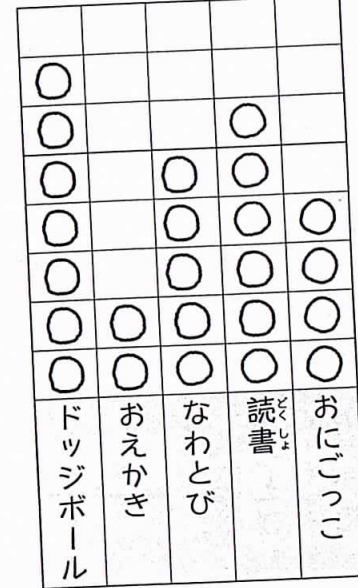 ドッジボール
おえかき
なわとび
読書
どくしょ
おにごっこ